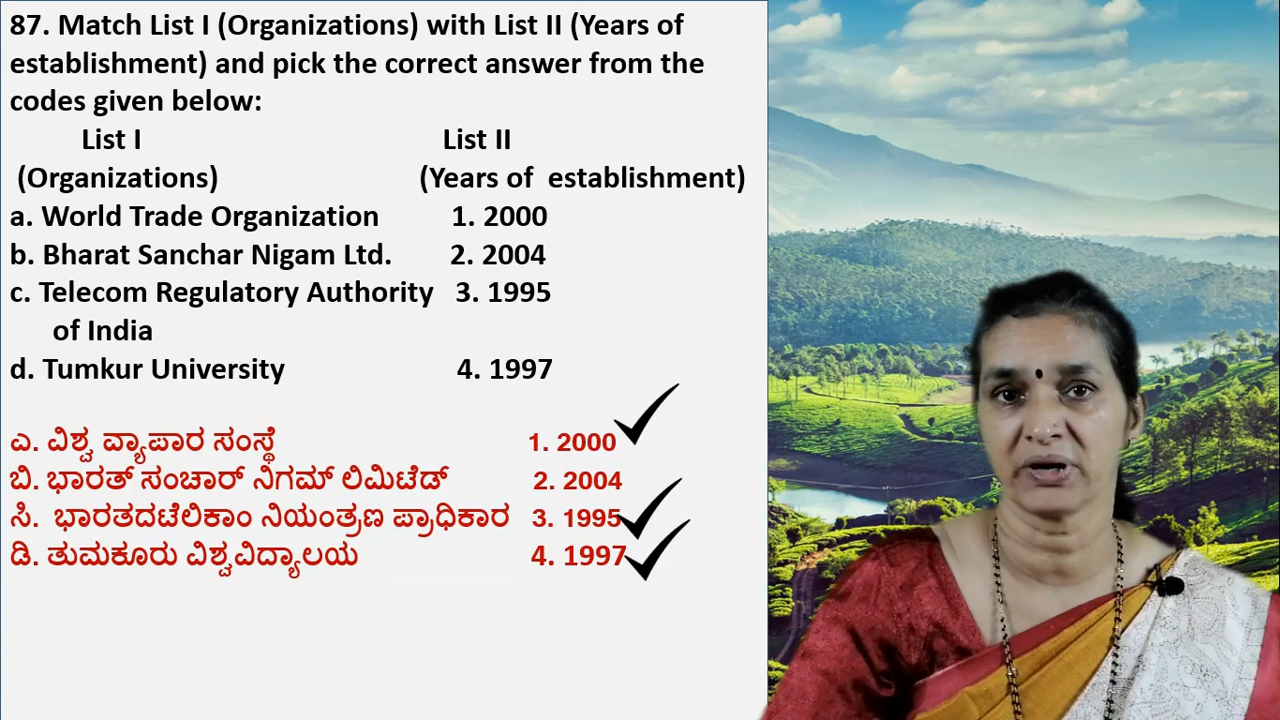 87. Match List I (Organizations) with List II (Years of
establishment) and pick the correct answer from the
codes given below:
List I List II
(Organizations) (Years of establishment)
a. World Trade Organization 1. 2000
b. Bharat Sanchar Nigam Ltd. 2. 2004
c. Telecom Regulatory Authority 3. 1995
of India
d. Tumkur University 4. 1997
ಎ. ವಿಶ್ವ ವ್ಯಾಪಾರ ಸಂಸ್ಥೆ 1. 2000
ಬಿ. ಭಾರತ್ ಸಂಚಾರ್ ನಿಗಮ್ ಲಿಮಿಟೆಡ್ 2. 2004
ಸಿ. ಭಾರತದಟೆಲಿಕಾಂ ನಿಯಂತ್ರಣ ಪ್ರಾಧಿಕಾರ 3. 1995
ಡಿ. ತುಮಕೂರು ವಿಶ್ವವಿದ್ಯಾಲಯ 4. 1997